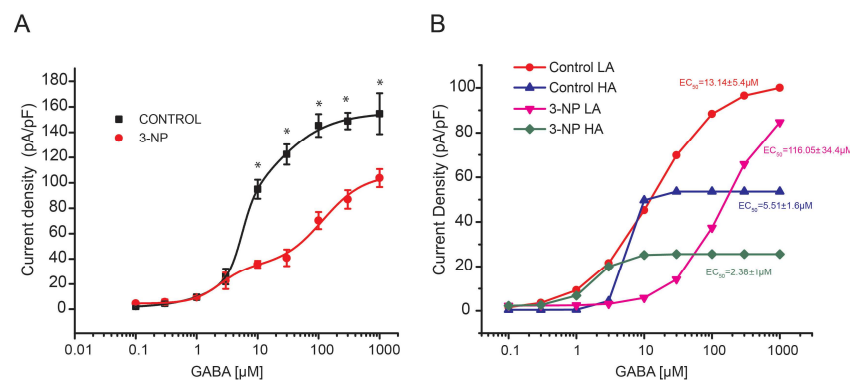 A
B
Current density (pA/pF)
180
160
140
120
100
80
60
40
20
0
CONTROL
3-NP
* * * * *
0.01 0.1 1 10 100 1000
GABA [µM]
Current Density (pA/pF)
100
80
60
40
20
0
Control LA
Control HA
3-NP LA
3-NP HA
EC50=13.14±5.4µM
EC50=116.05±34.4µM
EC50=5.51±1.6µM
EC50=2.38±1µM
0.1 1 10 100 1000
GABA [µM]